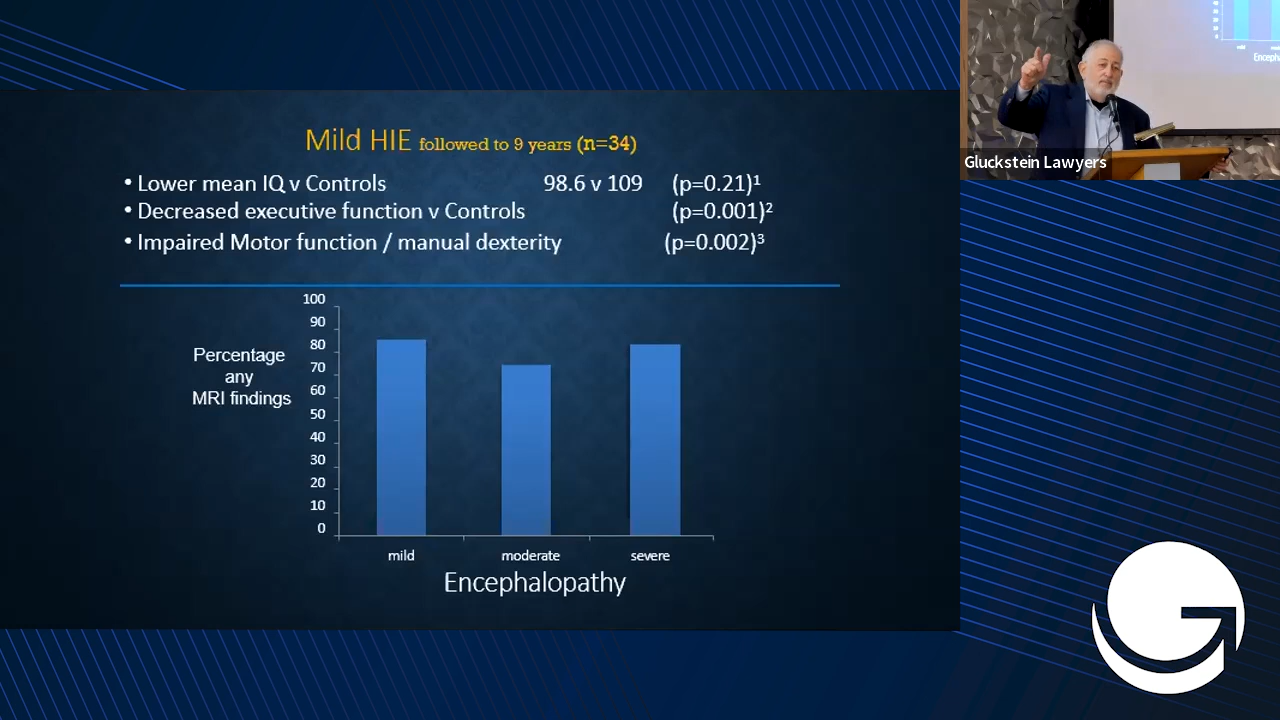 Mild HIE followed to 9 years (n=34)
• Lower mean IQ v Controls 98.6 v 109 (p=0.21)¹
• Decreased executive function v Controls (p=0.001)²
• Impaired Motor function / manual dexterity (p=0.002)³
Percentage
any
MRI findings
100
90
80
70
60
50
40
30
20
10
0
mild moderate severe
Encephalopathy
Gluckstein Lawyers
G